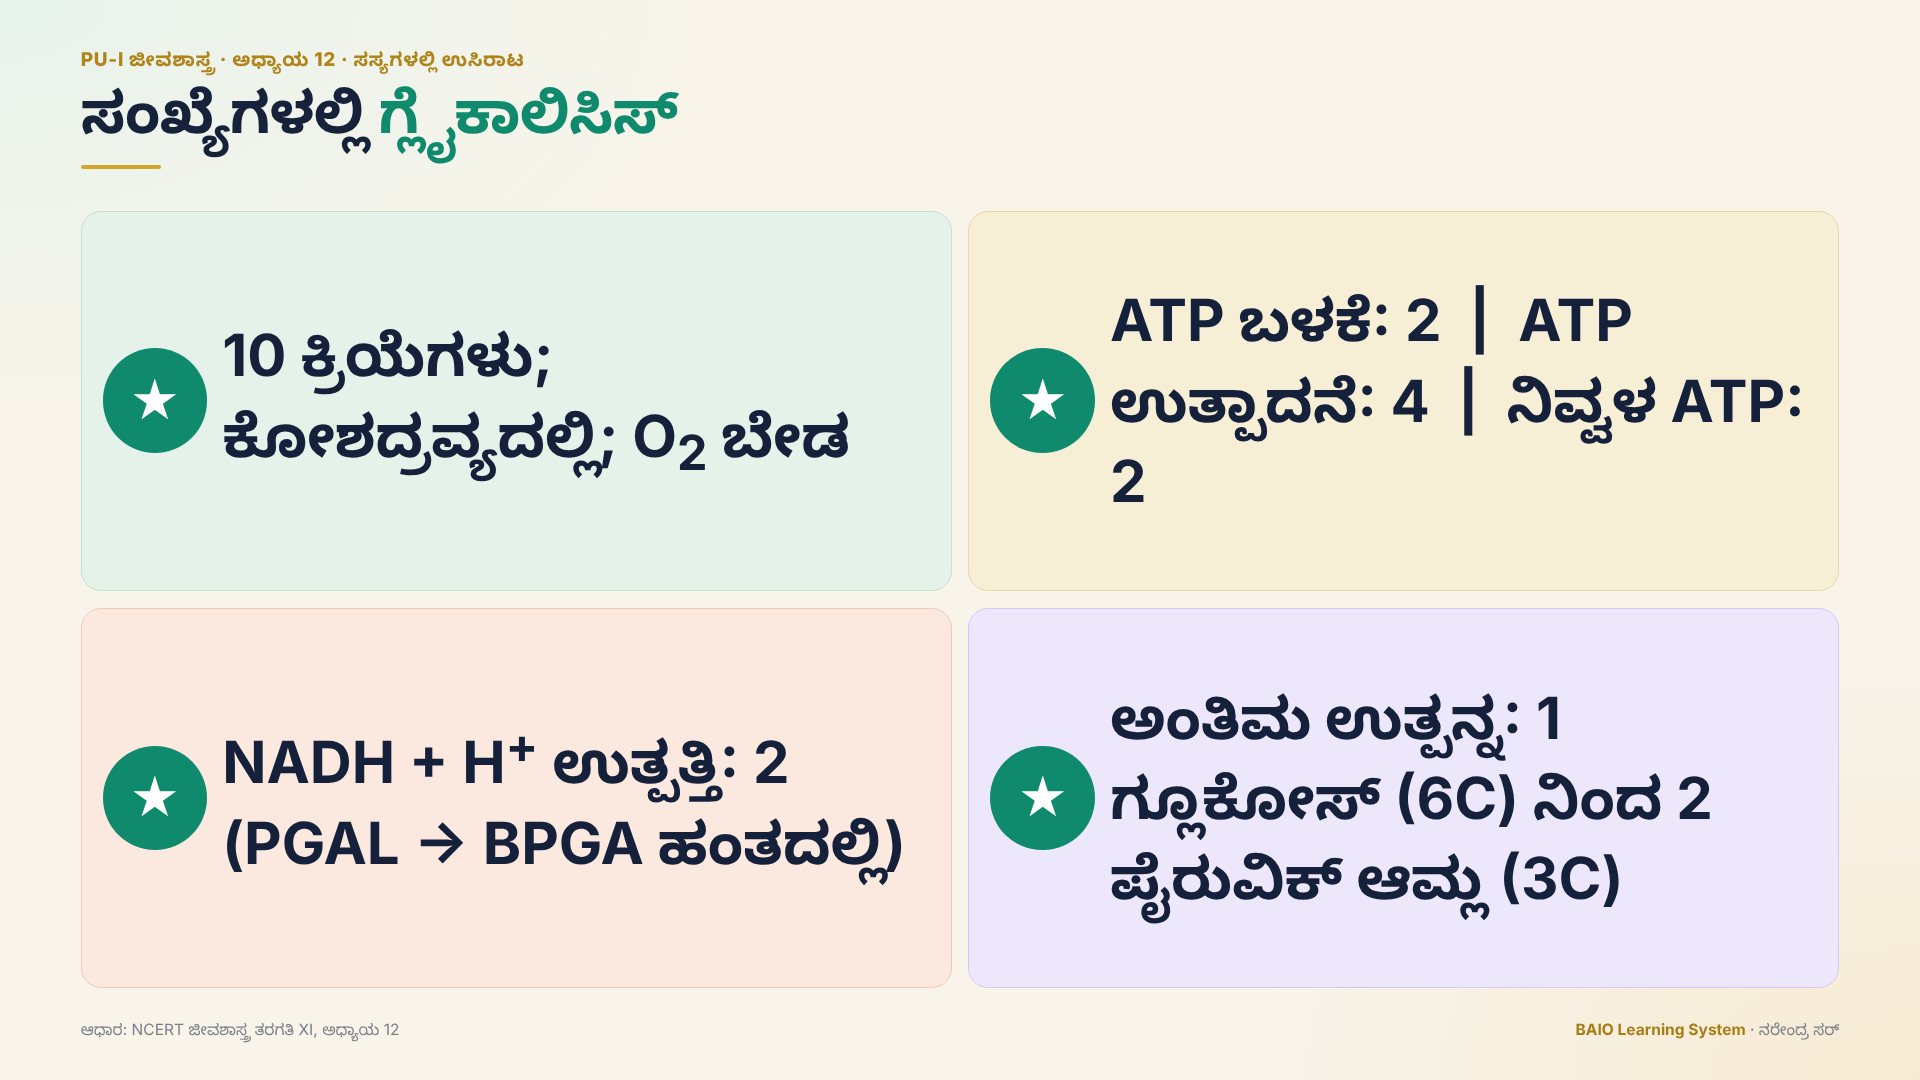 PU-I ಜೀವಶಾಸ್ತ್ರ · ಅಧ್ಯಾಯ 12 · ಸಸ್ಯಗಳಲ್ಲಿ ಉಸಿರಾಟ
ಸಂಖ್ಯೆಗಳಲ್ಲಿ ಗ್ಲೈಕಾಲಿಸಿಸ್
10 ಕ್ರಿಯೆಗಳು;
ಕೋಶದ್ರವ್ಯದಲ್ಲಿ; O₂ ಬೇಡ
ATP ಬಳಕೆ: 2 | ATP
ಉತ್ಪಾದನೆ: 4 | ನಿವ್ವಳ ATP:
2
NADH + H⁺ ಉತ್ಪತ್ತಿ: 2
(PGAL → BPGA ಹಂತದಲ್ಲಿ)
ಅಂತಿಮ ಉತ್ಪನ್ನ: 1
ಗ್ಲೂಕೋಸ್ (6C) ನಿಂದ 2
ಪೈರುವಿಕ್ ಆಮ್ಲ (3C)
ಆಧಾರ: NCERT ಜೀವಶಾಸ್ತ್ರ ತರಗತಿ XI, ಅಧ್ಯಾಯ 12
BAIO Learning System · ನರೇಂದ್ರ ಸರ್